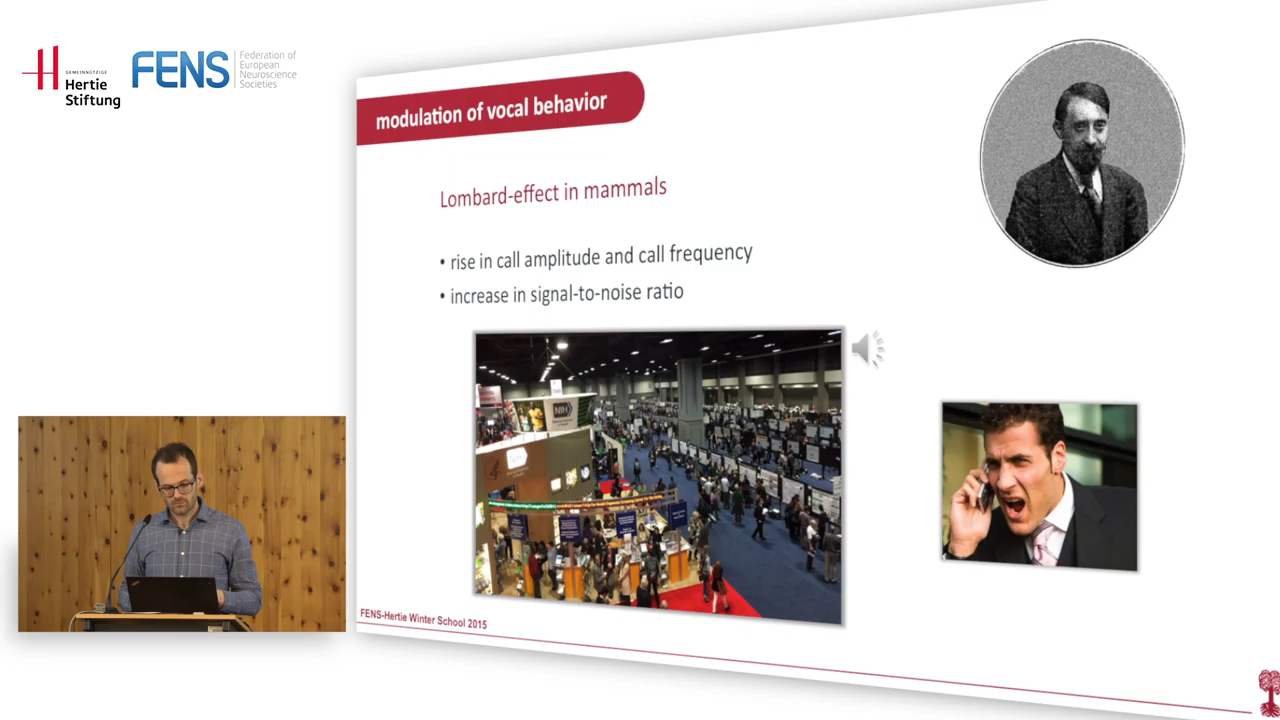 GEMEINNÜTZIGE
Hertie
Stiftung
FENS
Federation of
European
Neuroscience
Societies
modulation of vocal behavior
Lombard-effect in mammals
• rise in call amplitude and call frequency
• increase in signal-to-noise ratio
NIH
FENS-Hertie Winter School 2015